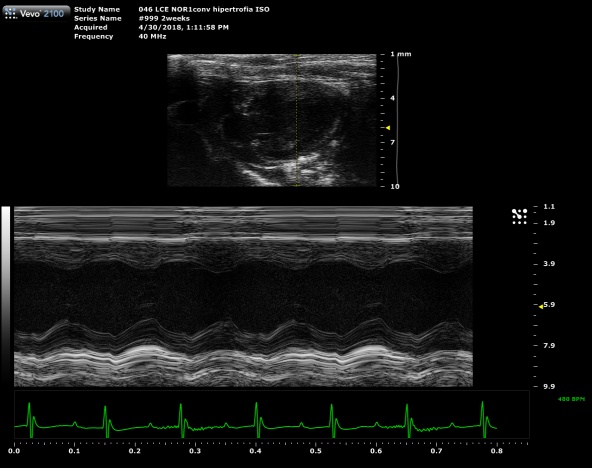 Vevo 2100
Study Name 046 LCE NOR1conv hipertrofia ISO
Series Name #999 2weeks
Acquired 4/30/2018, 1:11:58 PM
Frequency 40 MHz
1 mm
4
7
10
1.1
1.9
3.9
5.9
7.9
9.9
480 BPM
0.0 0.1 0.2 0.3 0.4 0.5 0.6 0.7 0.8